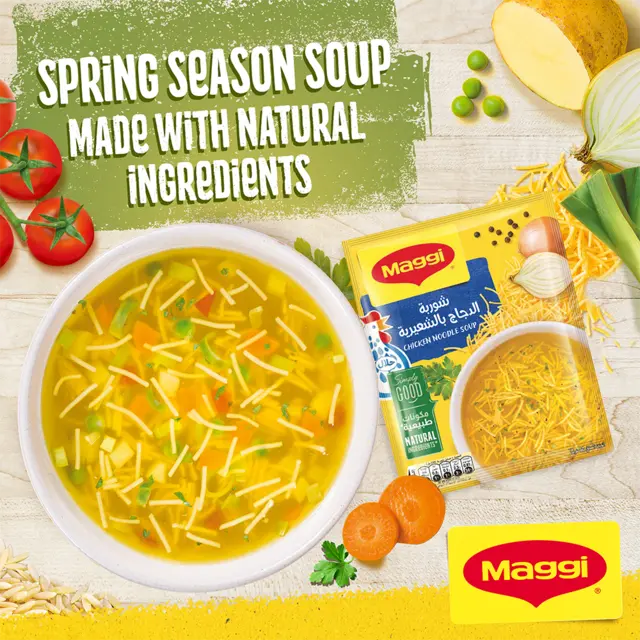 SPRING SEASON SOUP
MADE WITH NATURAL
INGREDIENTS
Maggi
شوربة
الدجاج بالشعيرية
CHICKEN NOODLE SOUP
حلال
Simply
GOOD
مكونات
طبيعية*
NATURAL
INGREDIENTS*
Maggi